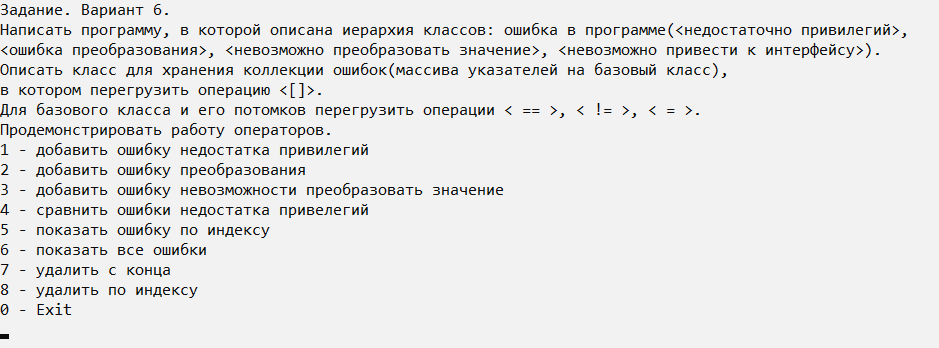 Задание. Вариант 6.
Написать программу, в которой описана иерархия классов: ошибка в программе(<недостаточно привилегий>,
<ошибка преобразования>, <невозможно преобразовать значение>, <невозможно привести к интерфейсу>).
Описать класс для хранения коллекции ошибок(массива указателей на базовый класс),
в котором перегрузить операцию <[]>.
Для базового класса и его потомков перегрузить операции < == >, < != >, < = >.
Продемонстрировать работу операторов.
1 - добавить ошибку недостатка привилегий
2 - добавить ошибку преобразования
3 - добавить ошибку невозможности преобразовать значение
4 - сравнить ошибки недостатка привелегий
5 - показать ошибку по индексу
6 - показать все ошибки
7 - удалить с конца
8 - удалить по индексу
0 - Exit